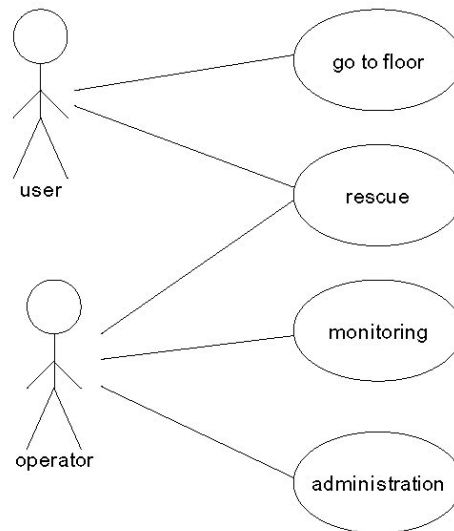 go to floor
user
rescue
monitoring
operator
administration